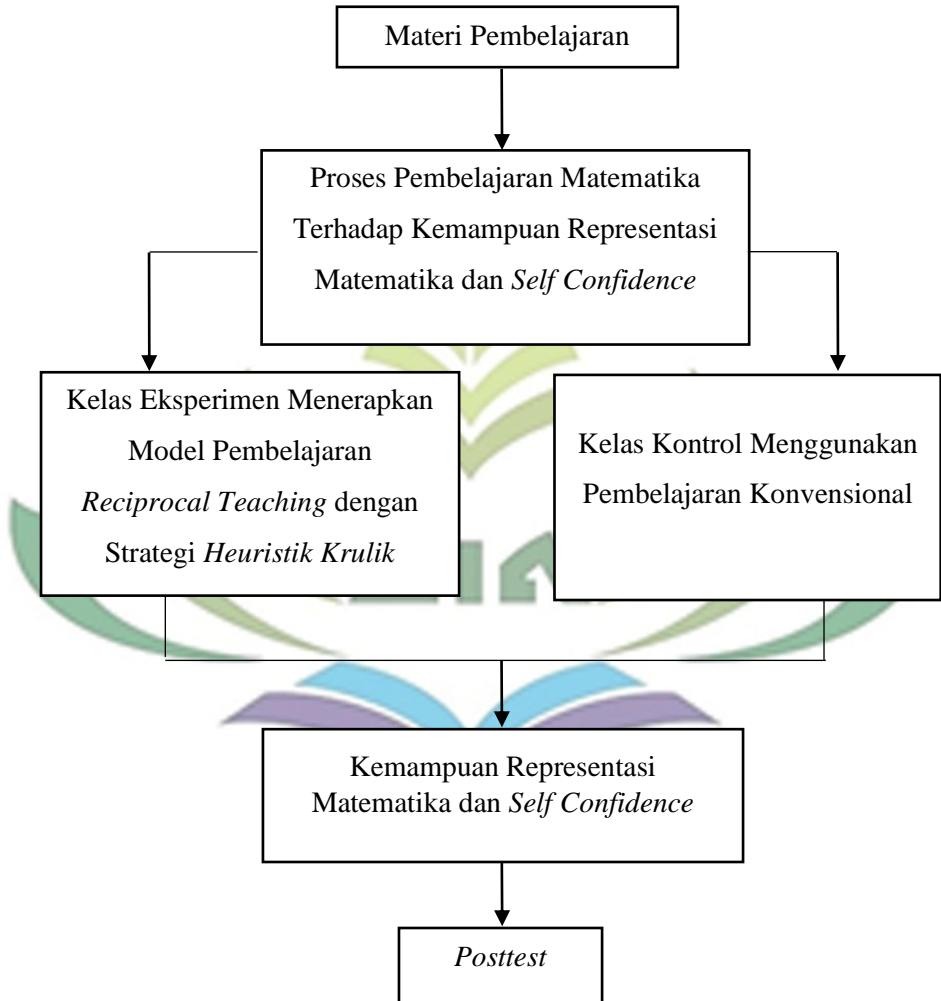 Materi Pembelajaran
Proses Pembelajaran Matematika
Terhadap Kemampuan Representasi
Matematika dan Self Confidence
Kelas Eksperimen Menerapkan
Model Pembelajaran
Reciprocal Teaching dengan
Strategi Heuristik Krulik
Kelas Kontrol Menggunakan
Pembelajaran Konvensional
Kemampuan Representasi
Matematika dan Self Confidence
Posttest